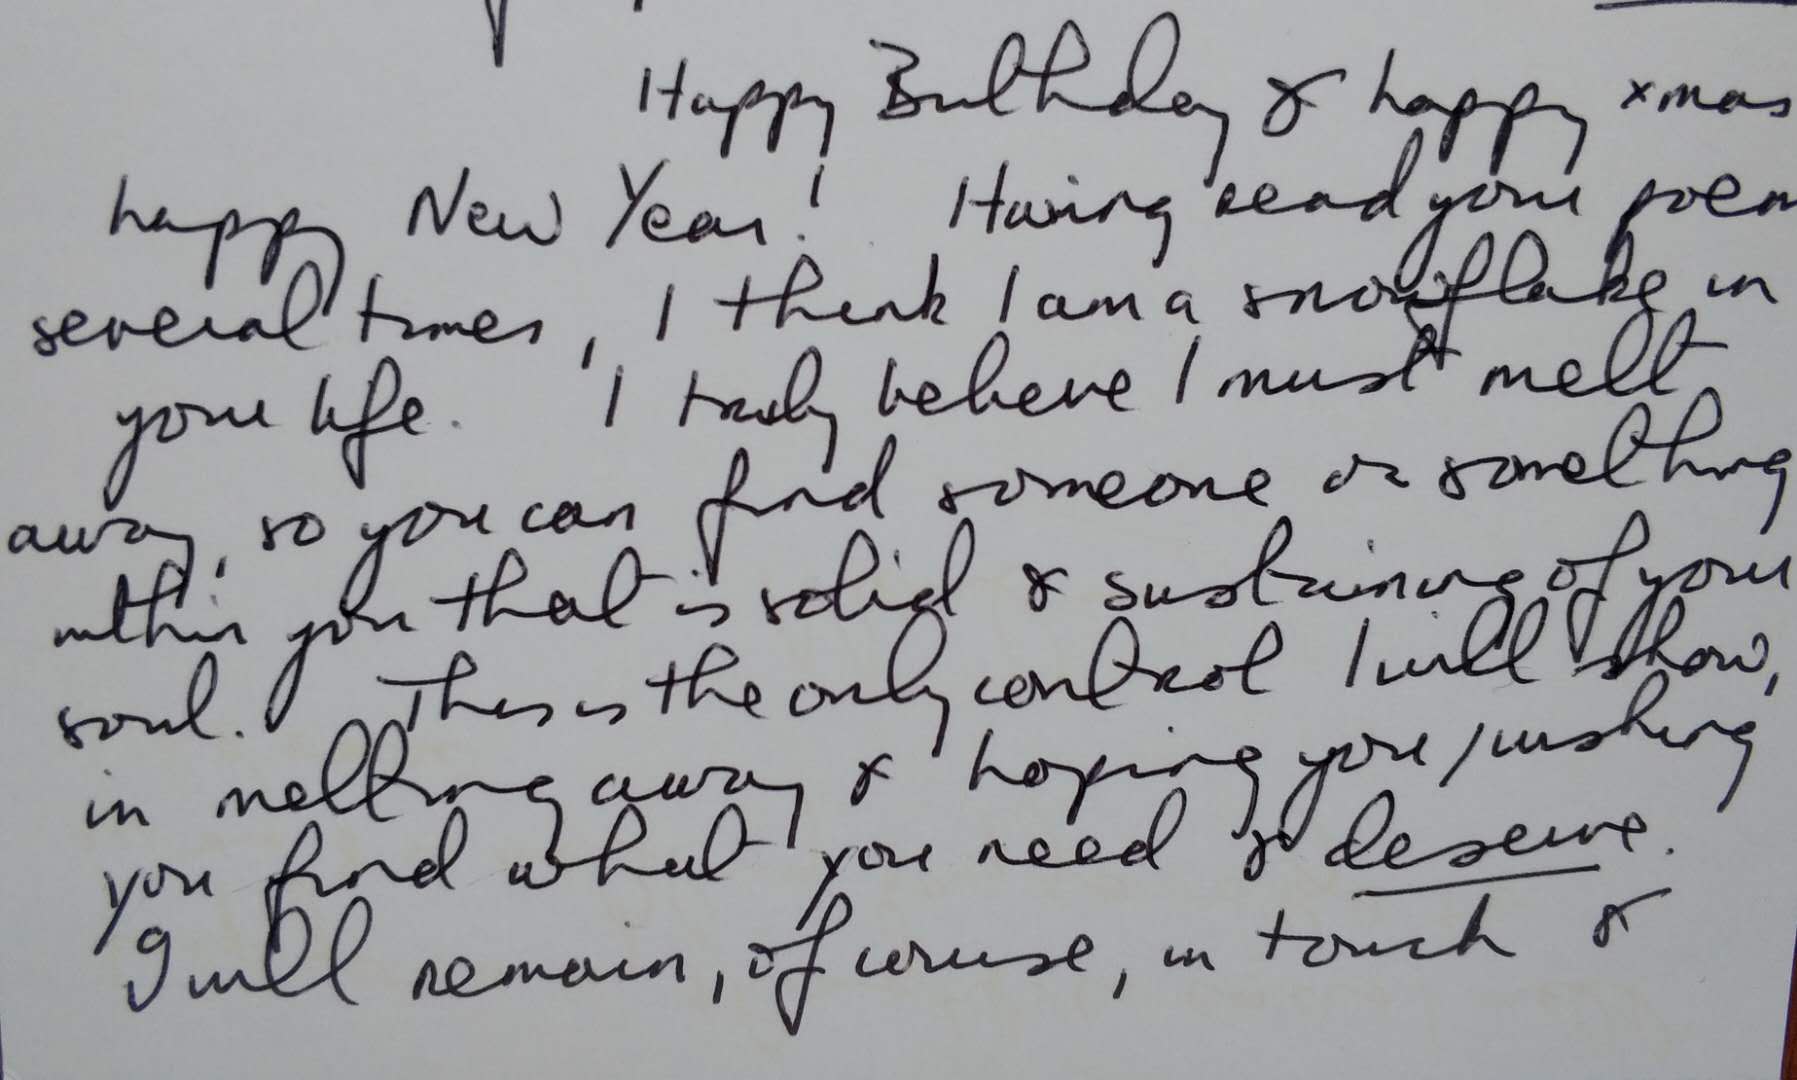 Happy Birthday & happy xmas
happy New Year! Having read your poem
several times, I think I am a snowflake in
your life. I truly believe I must melt
away, so you can find someone or something
within you that is solid & sustaining of your
soul. This is the only control I will show,
in melting away & hoping you/wishing
you find what you need & deserve.
I will remain, of course, in touch &